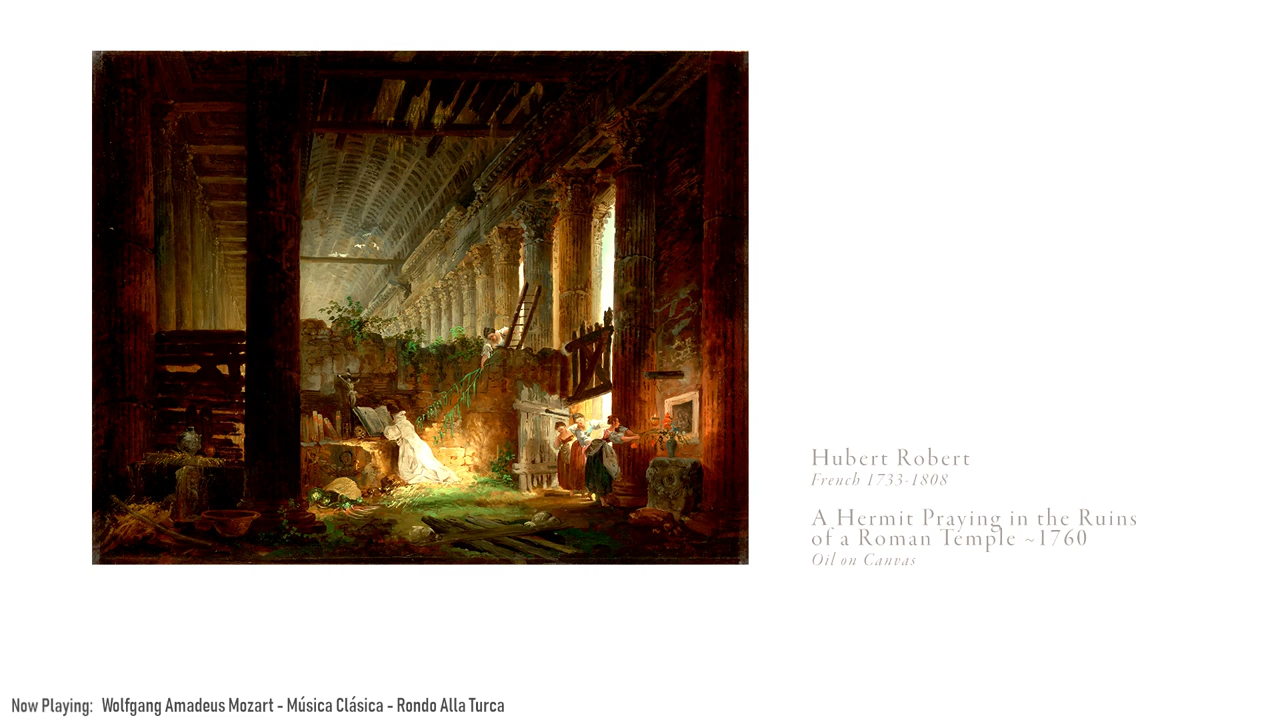 Hubert Robert
French 1733-1808
A Hermit Praying in the Ruins
of a Roman Temple ~1760
Oil on Canvas
Now Playing: Wolfgang Amadeus Mozart - Música Clásica - Rondo Alla Turca